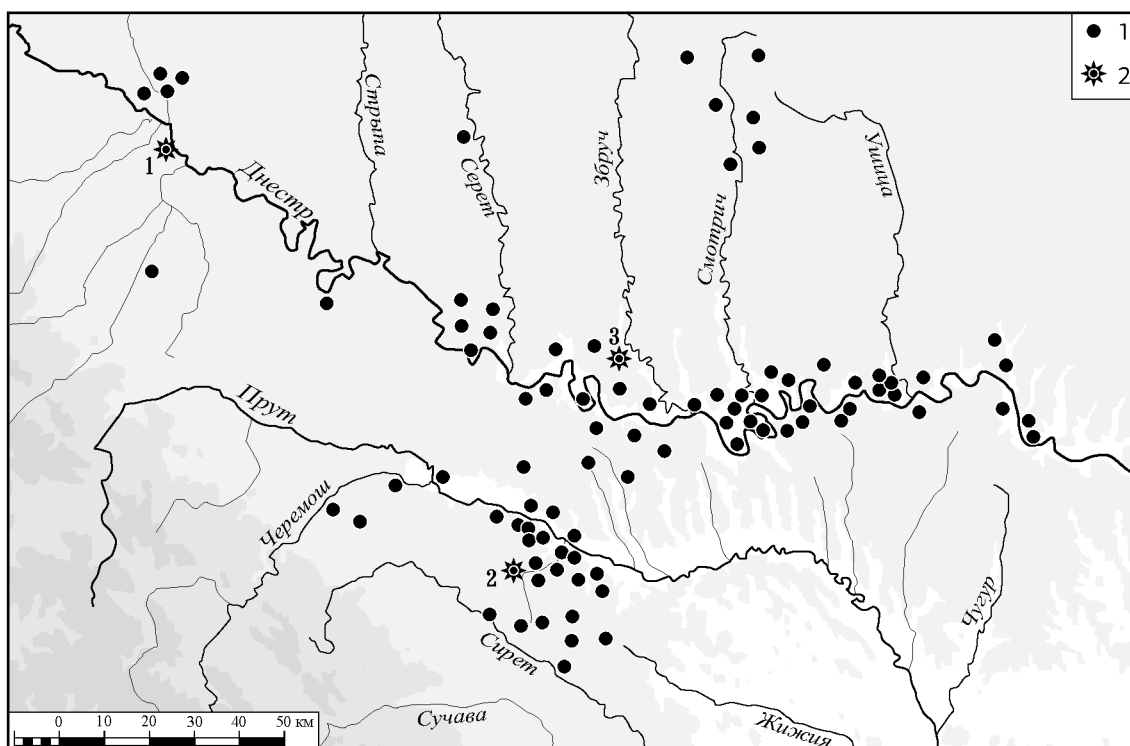 1
2
Стрыпа
Серет
Збруч
Смотрич
Ушица
1
Днестр
3
Прут
Черемош
2
Сирет
Чугур
Сучава
Жижия
0 10 20 30 40 50 км